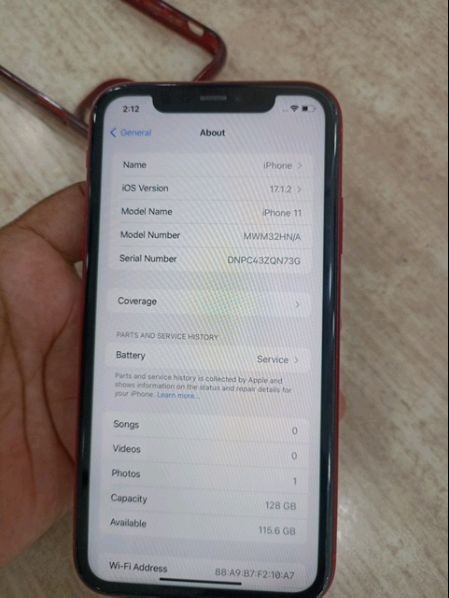 2:12
General
About
Name iPhone
iOS Version 17.1.2
Model Name iPhone 11
Model Number MWM32HN/A
Serial Number DNPC43ZQN73G
Coverage
PARTS AND SERVICE HISTORY
Battery Service
Parts and service history is collected by Apple and
shows information on the status and repair details for
your iPhone. Learn more...
Songs 0
Videos 0
Photos 1
Capacity 128 GB
Available 115.6 GB
Wi-Fi Address 88:A9:B7:F2:10:A7